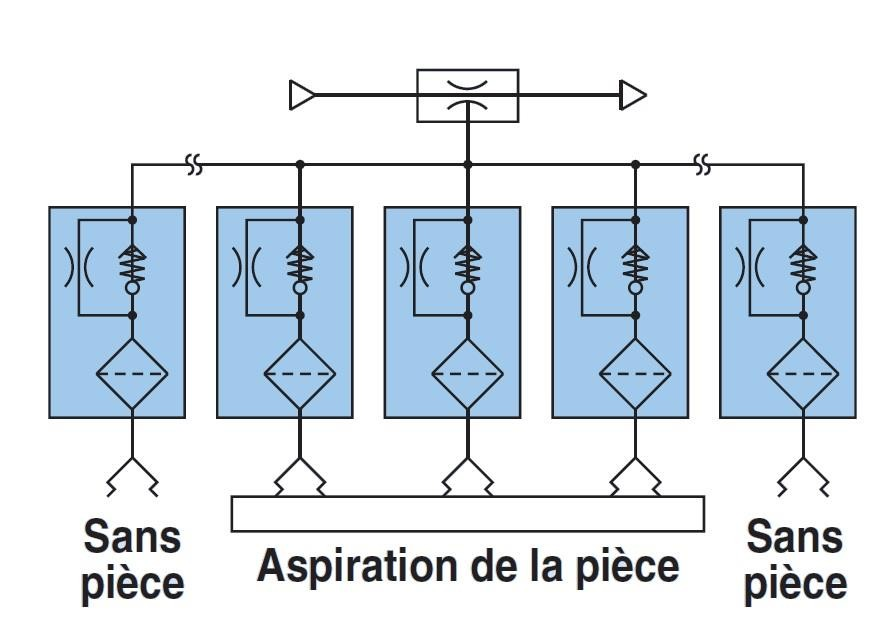 Sans
pièce
Aspiration de la pièce
Sans
pièce